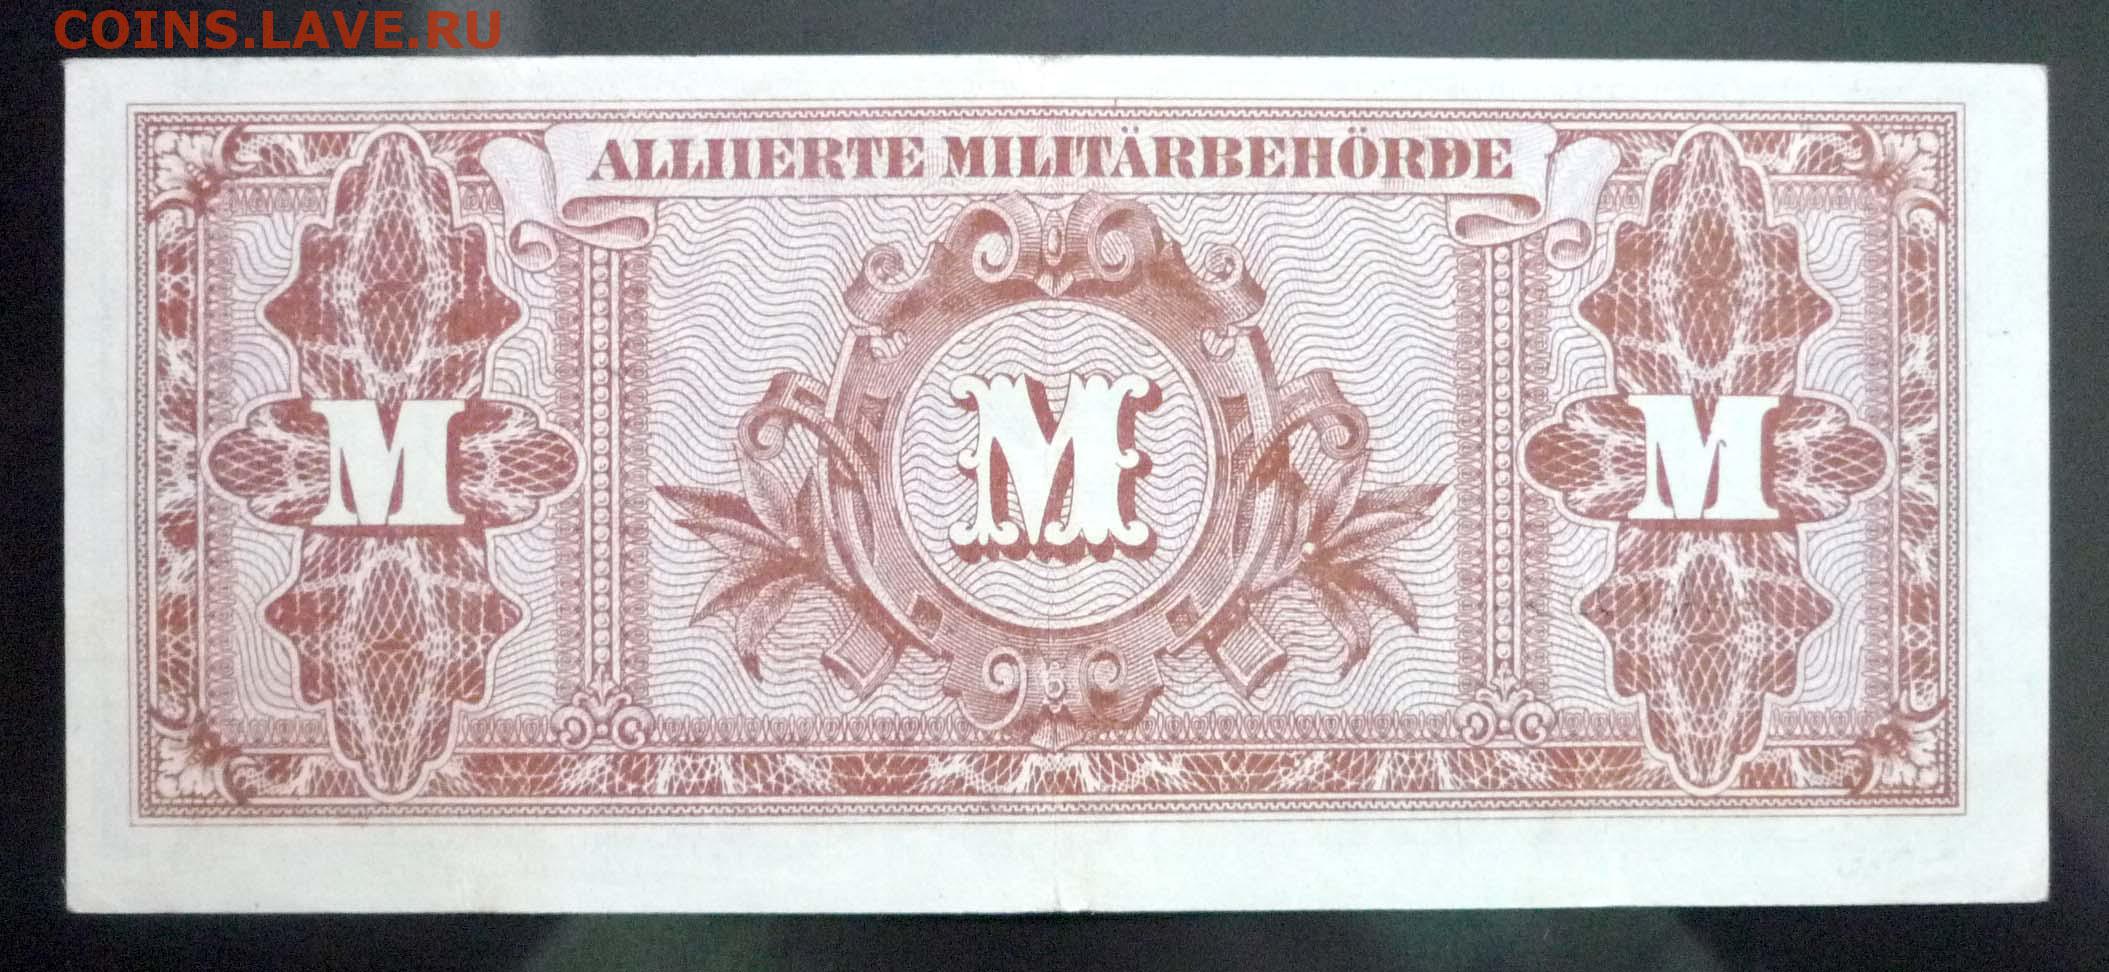 COINS.LAVE.RU
ALLIIERTE MILITÄRBEHÖRDE
M M M